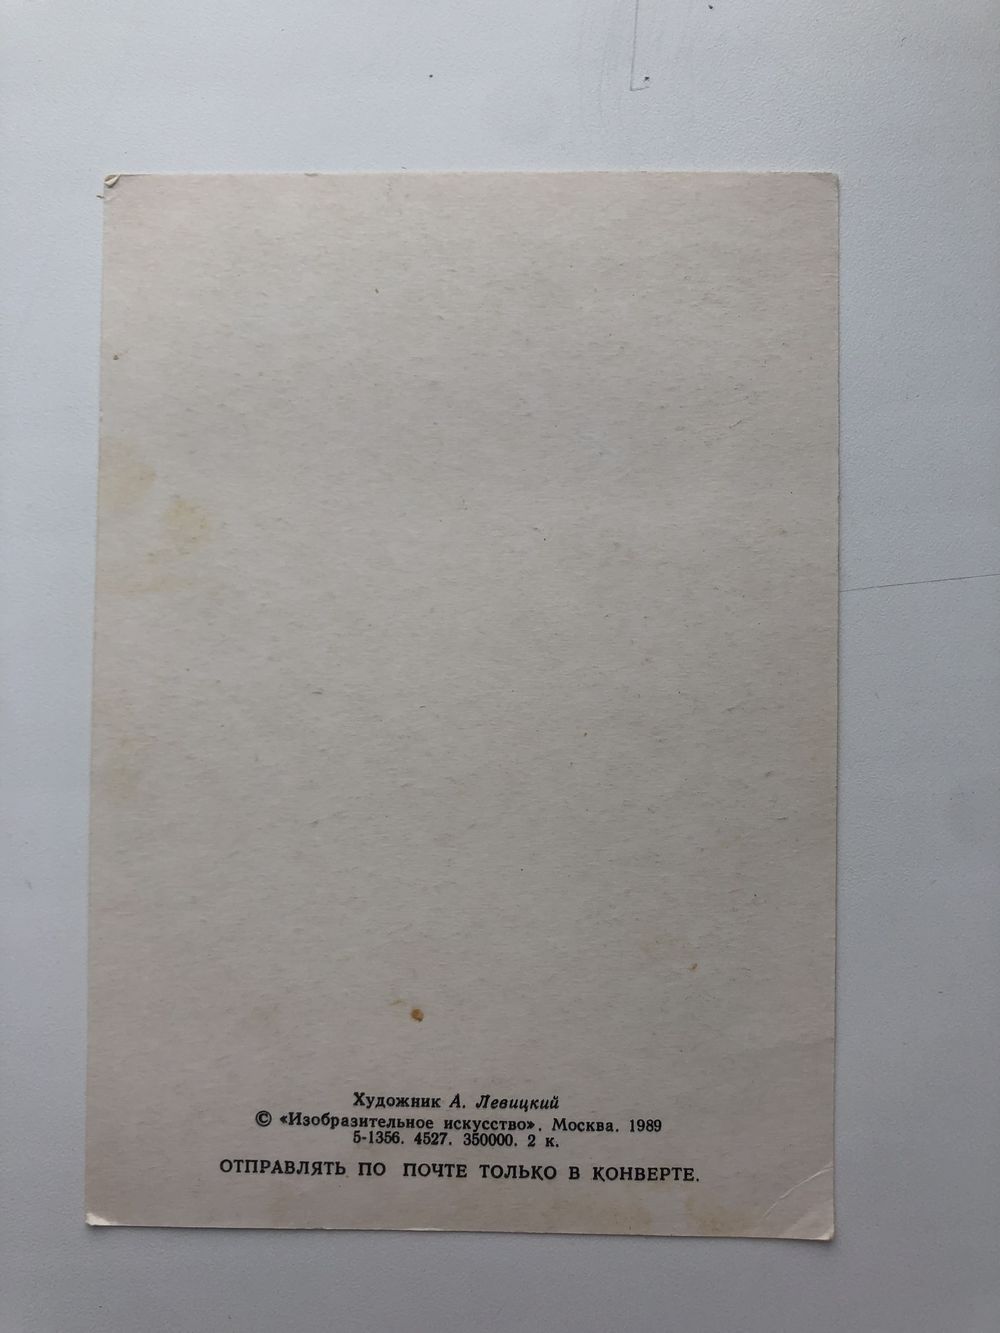 Художник А. Левицкий
© «Изобразительное искусство». Москва. 1989
5-1356. 4527. 350000. 2 к.
ОТПРАВЛЯТЬ ПО ПОЧТЕ ТОЛЬКО В КОНВЕРТЕ.